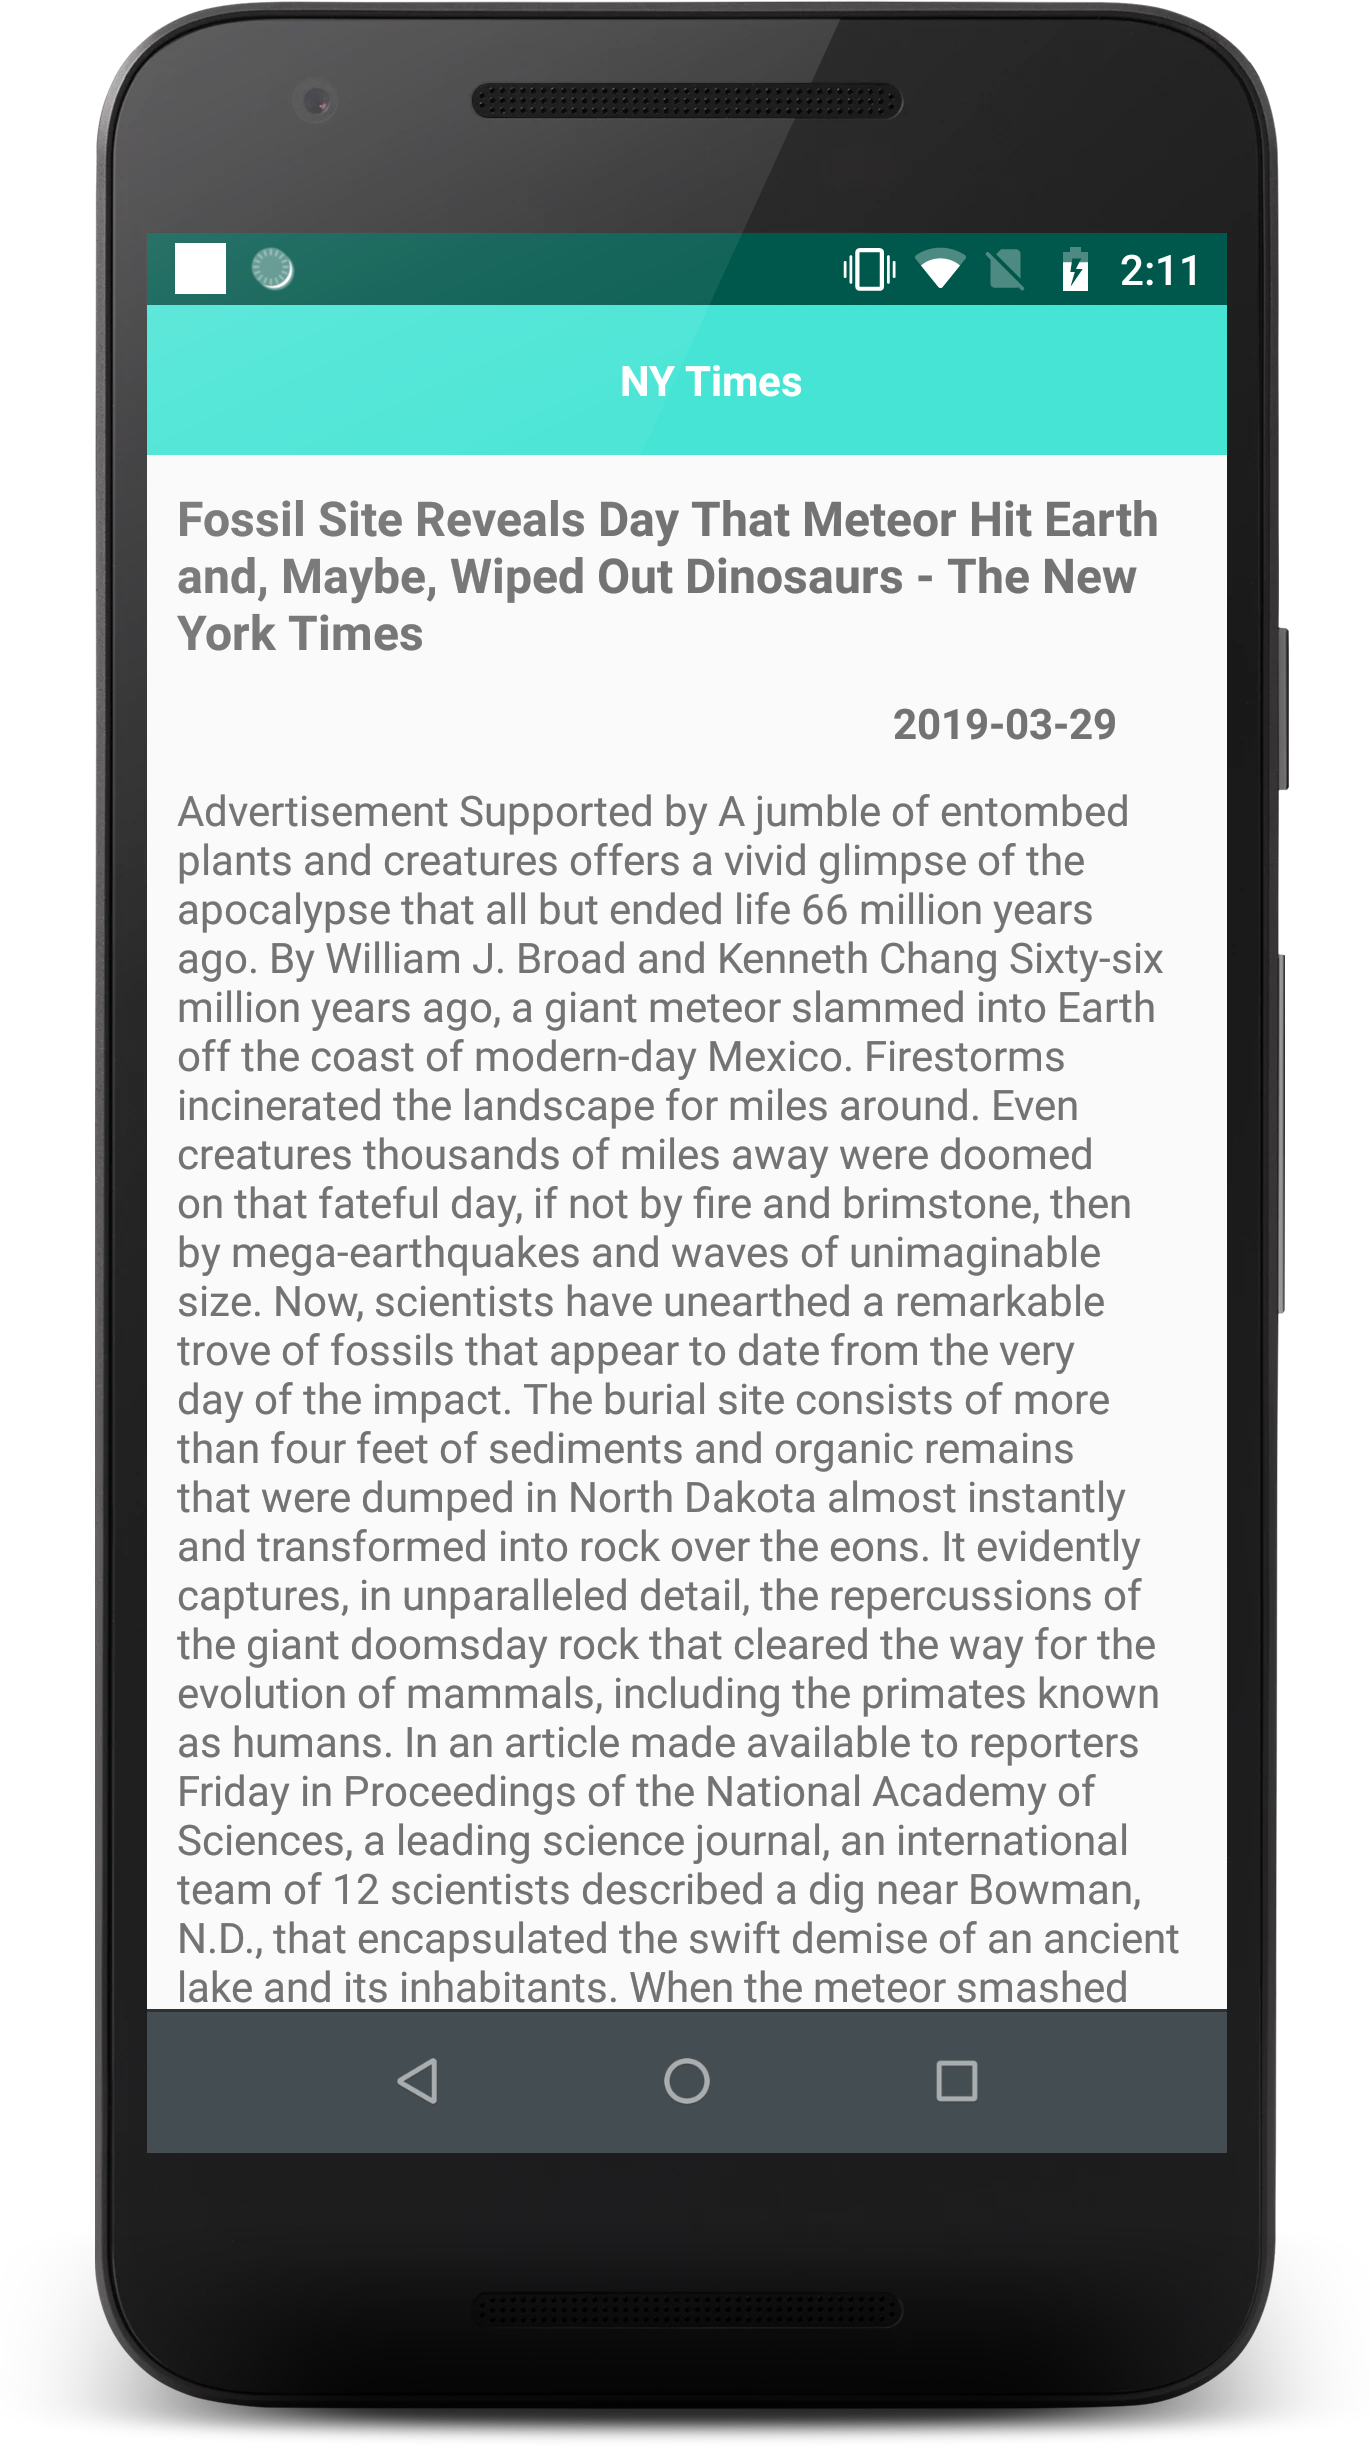 2:11
NY Times
Fossil Site Reveals Day That Meteor Hit Earth
and, Maybe, Wiped Out Dinosaurs - The New
York Times
2019-03-29
Advertisement Supported by A jumble of entombed
plants and creatures offers a vivid glimpse of the
apocalypse that all but ended life 66 million years
ago. By William J. Broad and Kenneth Chang Sixty-six
million years ago, a giant meteor slammed into Earth
off the coast of modern-day Mexico. Firestorms
incinerated the landscape for miles around. Even
creatures thousands of miles away were doomed
on that fateful day, if not by fire and brimstone, then
by mega-earthquakes and waves of unimaginable
size. Now, scientists have unearthed a remarkable
trove of fossils that appear to date from the very
day of the impact. The burial site consists of more
than four feet of sediments and organic remains
that were dumped in North Dakota almost instantly
and transformed into rock over the eons. It evidently
captures, in unparalleled detail, the repercussions of
the giant doomsday rock that cleared the way for the
evolution of mammals, including the primates known
as humans. In an article made available to reporters
Friday in Proceedings of the National Academy of
Sciences, a leading science journal, an international
team of 12 scientists described a dig near Bowman,
N.D., that encapsulated the swift demise of an ancient
lake and its inhabitants. When the meteor smashed